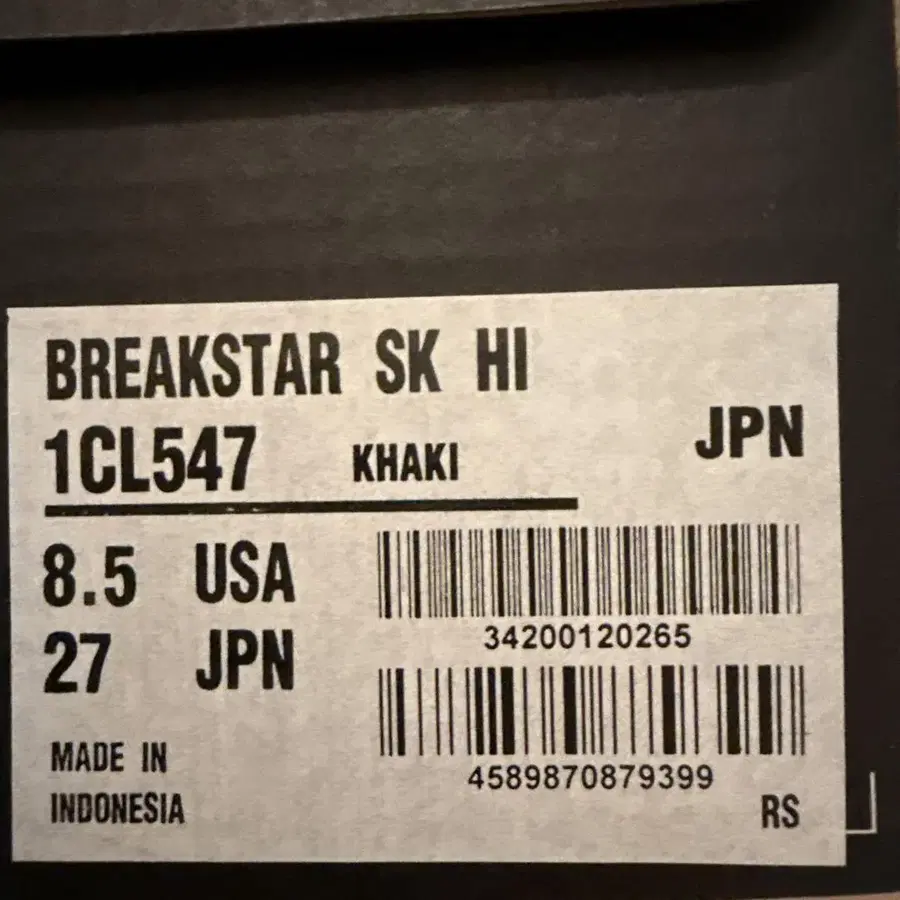 BREAKSTAR SK HI
1CL547 KHAKI JPN
8.5 USA
27 JPN
34200120265
4589870879399
MADE IN
INDONESIA
RS